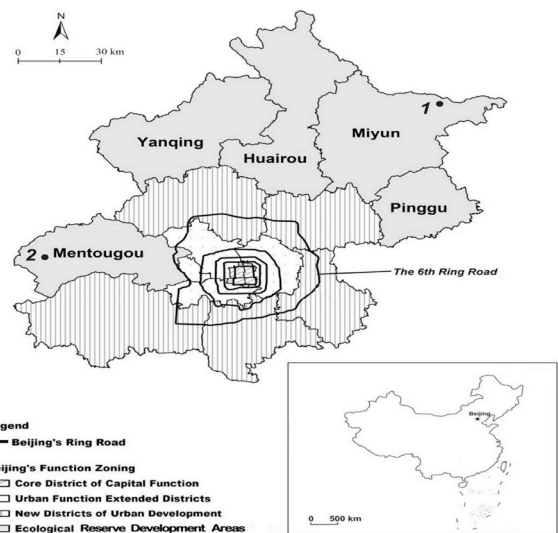 N
0 15 30 km
1
Yanqing
Miyun
Huairou
Pinggu
2 Mentougou
The 6th Ring Road
Beijing
0 500 km
egend
Beijing's Ring Road
ijing's Function Zoning
Core District of Capital Function
Urban Function Extended Districts
New Districts of Urban Development
Ecological Reserve Development Areas